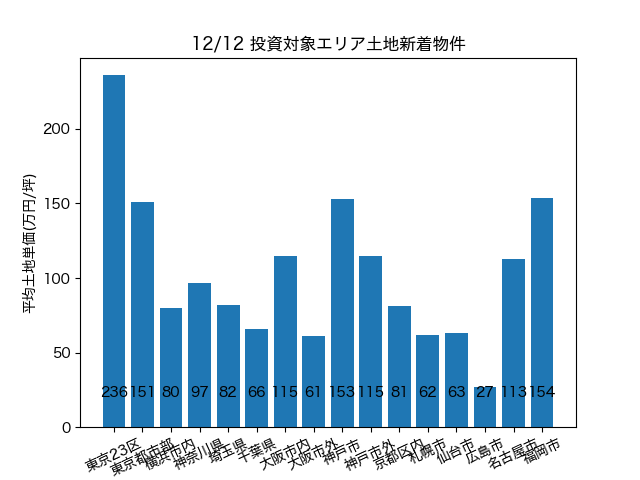 12/12 投資対象エリア土地新着物件
平均土地単価(万円/坪)
200
150
100
50
0
236 151 80 97 82 66 115 61 153 115 81 62 63 27 113 154
東京23区 東京都市部 横浜市内 神奈川県 埼玉県 千葉県 大阪市内 大阪市外 神戸市 神戸市外 京都区内 札幌市 仙台市 広島市 名古屋市 福岡市